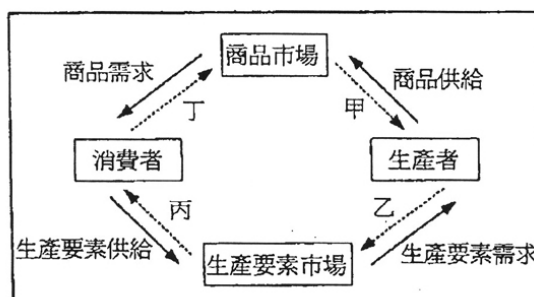 商品市場
商品需求
商品供給
丁
甲
消費者
生產者
丙
乙
生產要素供給
生產要素市場
生產要素需求